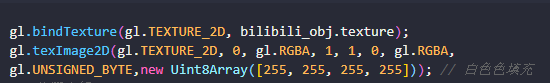 gl.bindTexture(gl.TEXTURE_2D, bilibili_obj.texture);
gl.texImage2D(gl.TEXTURE_2D, 0, gl.RGBA, 1, 1, 0, gl.RGBA,
gl.UNSIGNED_BYTE,new Uint8Array([255, 255, 255, 255])); // 白色色填充